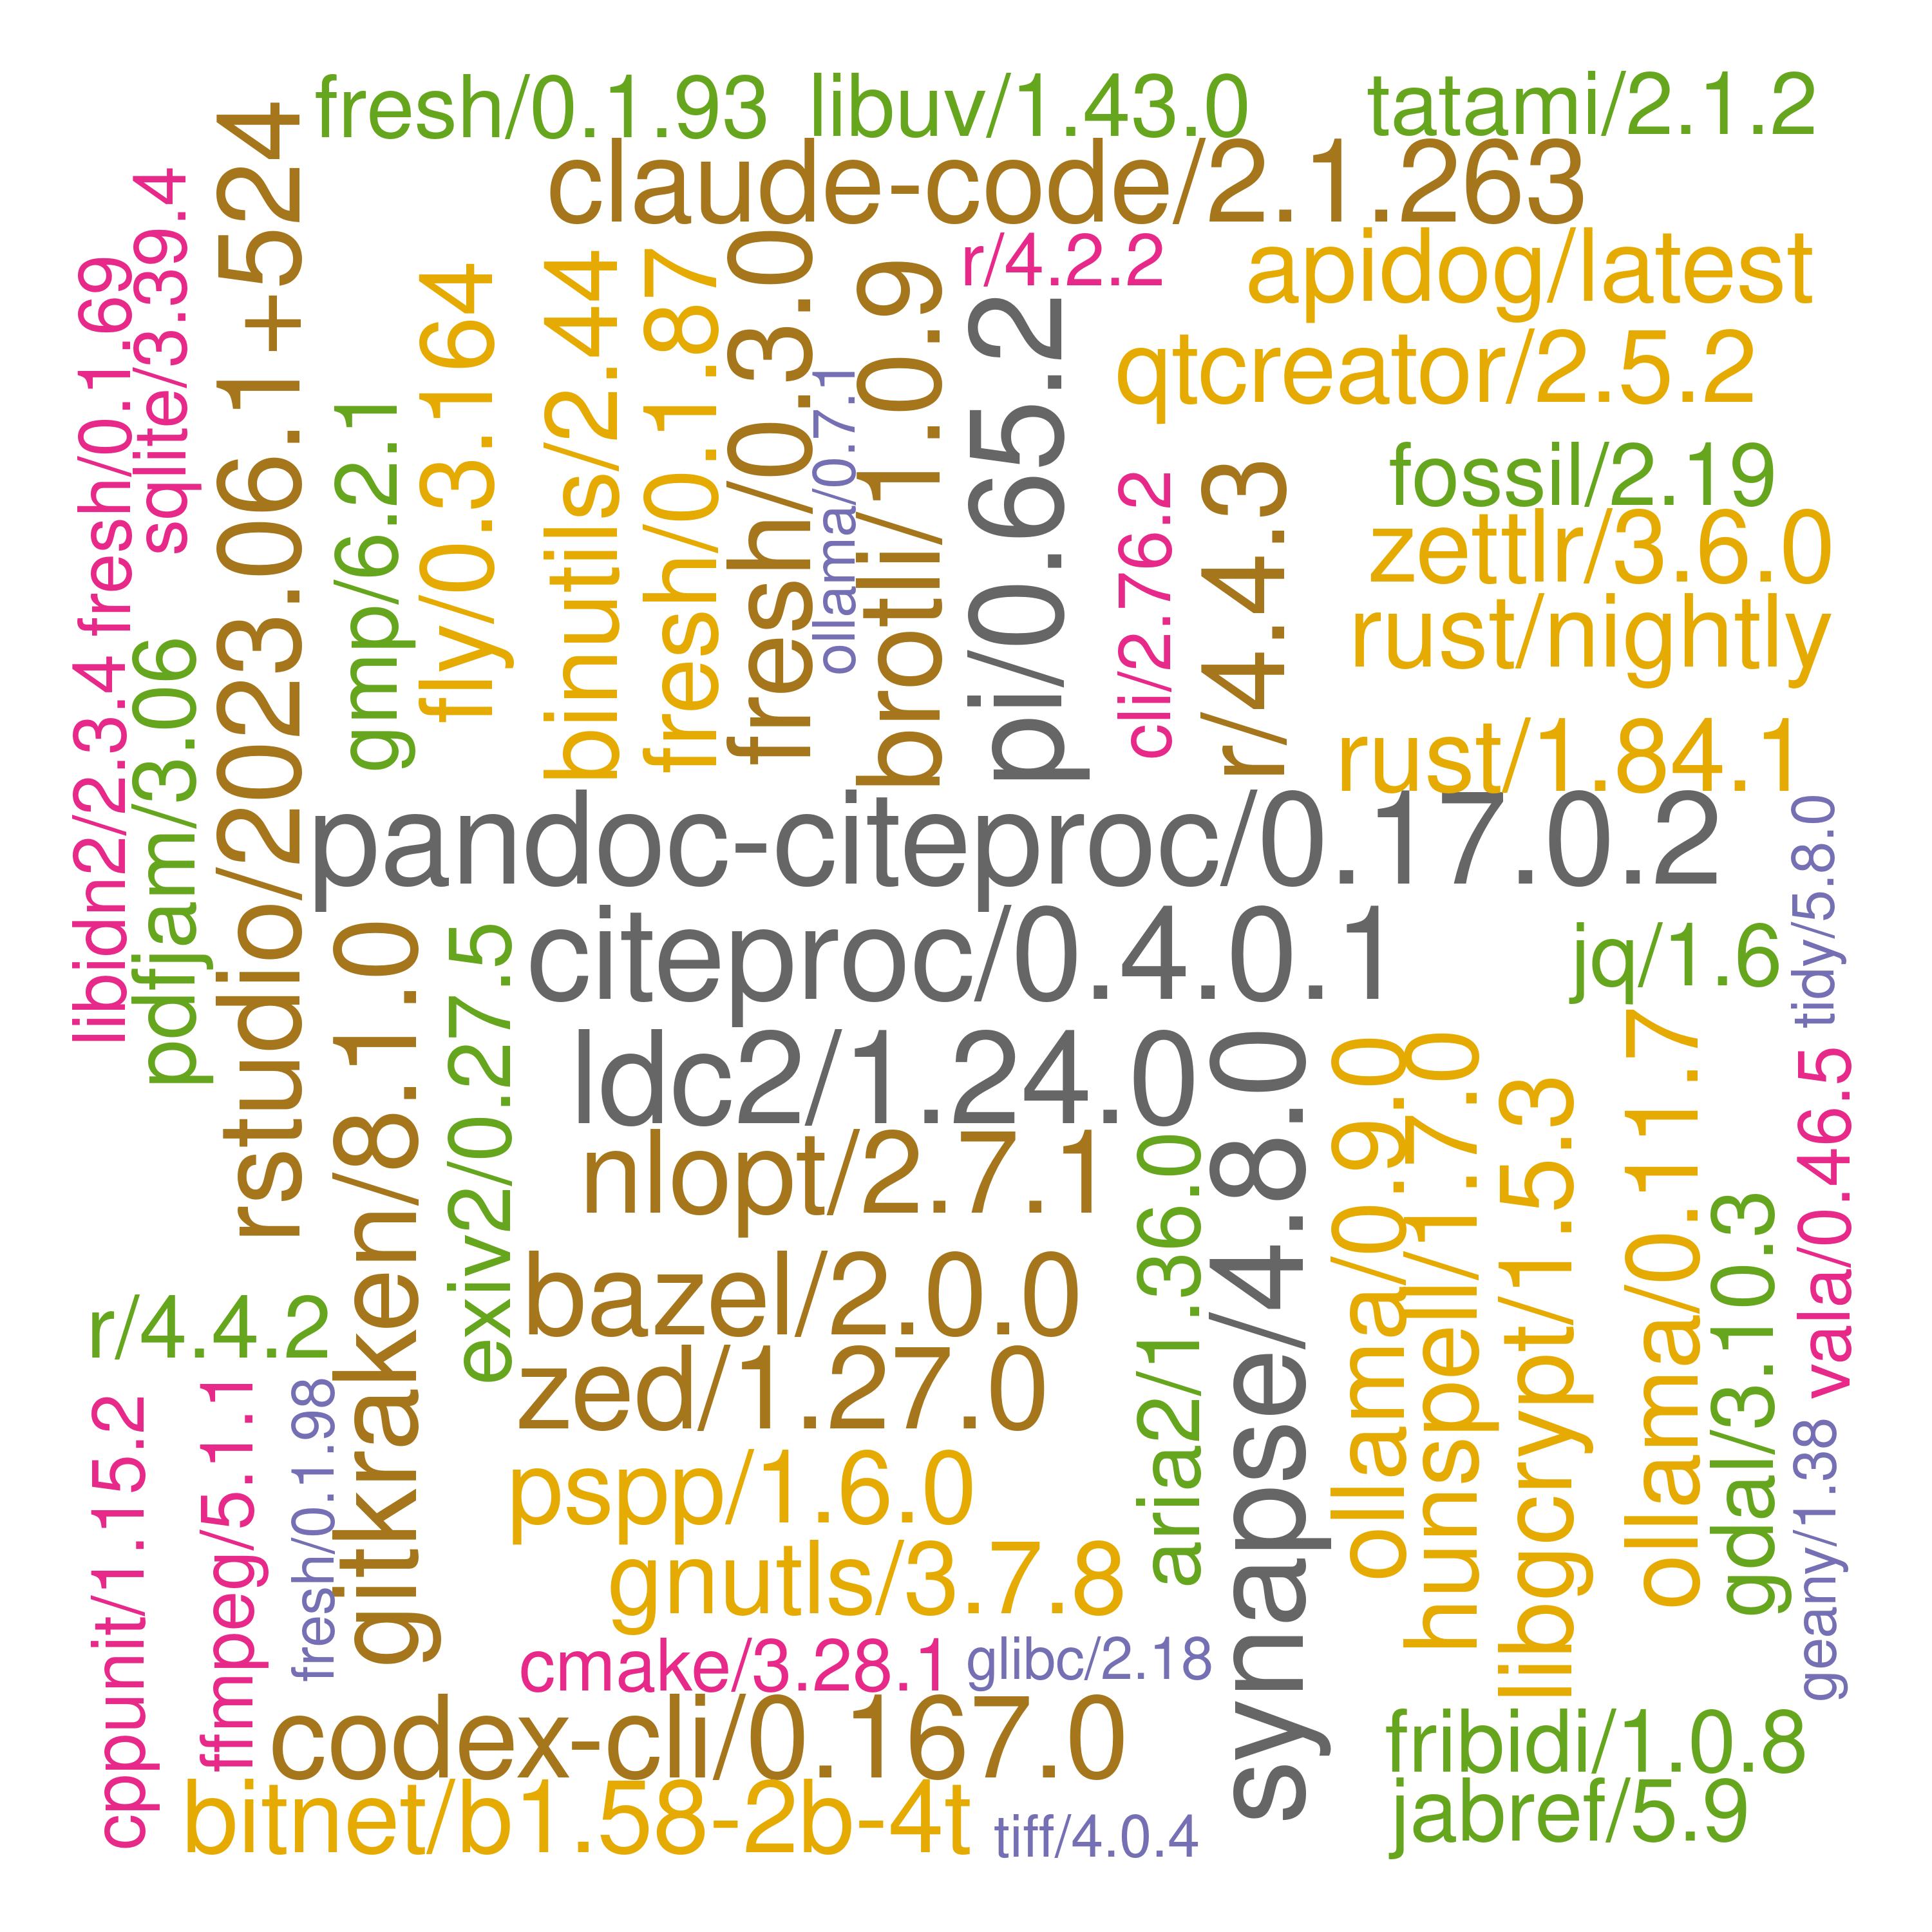 fresh/0.1.93
libuv/1.43.0
tatami/2.1.2
claude-code/2.1.263
r/4.2.2
apidog/latest
qtcreator/2.5.2
fossil/2.19
zettlr/3.6.0
rust/nightly
rust/1.84.1
fresh/0.1.69
sqlite/3.39.4
rstudio/2023.06.1+524
gmp/6.2.1
fly/0.3.164
binutils/2.44
fresh/0.1.87
fresh/0.3.0
ollama/0.7.1
brotli/1.0.9
pi/0.65.2
cli/2.76.2
r/4.4.3
libidn2/2.3.4
pdfjam/3.06
pandoc-citeproc/0.17.0.2
citeproc/0.4.0.1
jq/1.6
tidy/5.8.0
ldc2/1.24.0
nlopt/2.7.1
bazel/2.0.0
zed/1.27.0
pspp/1.6.0
gnutls/3.7.8
gitkraken/8.1.0
exiv2/0.27.5
aria2/1.36.0
synapse/4.8.0
ollama/0.9.0
hunspell/1.7.0
libgcrypt/1.5.3
ollama/0.11.7
gdal/3.10.3
vala/0.46.5
geany/1.38
r/4.4.2
cppunit/1.15.2
ffmpeg/5.1.1
fresh/0.1.98
cmake/3.28.1
glibc/2.18
codex-cli/0.167.0
fribidi/1.0.8
bitnet/b1.58-2b-4t
tiff/4.0.4
jabref/5.9